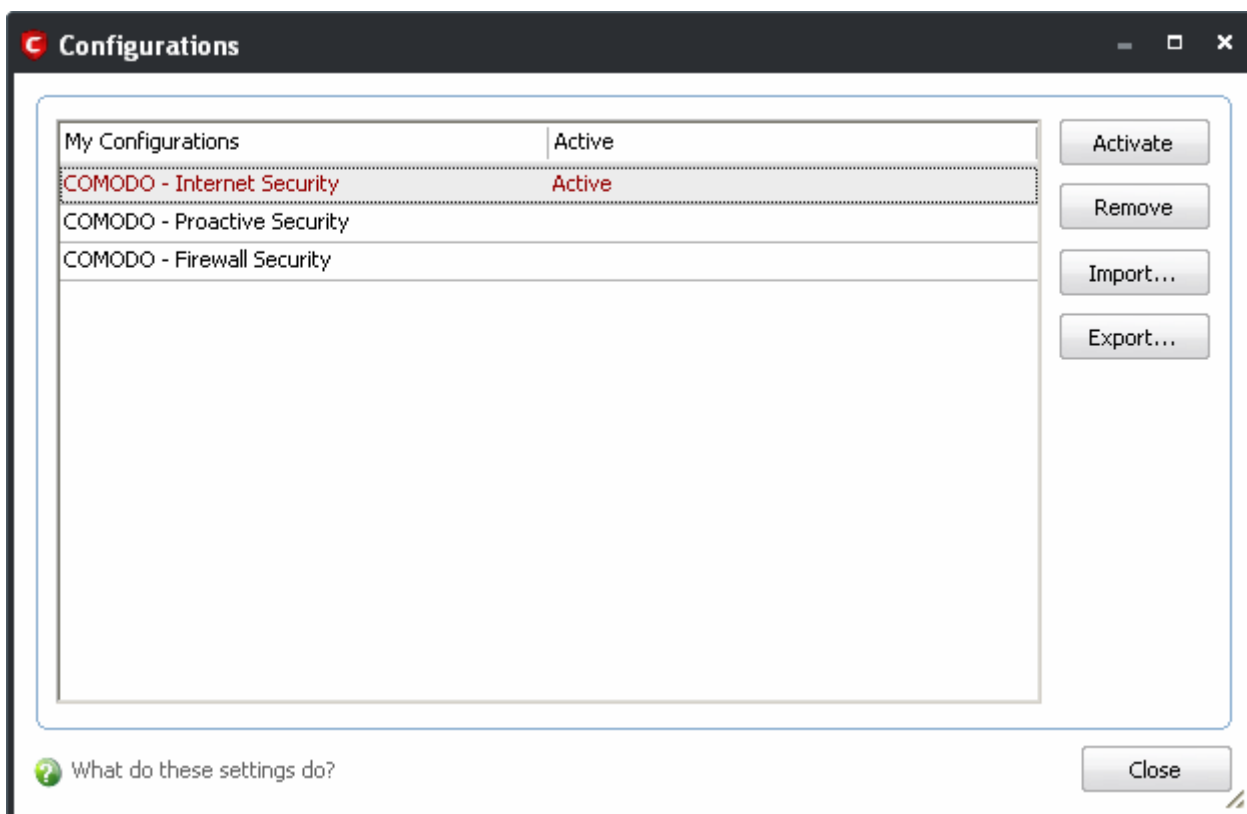 Configurations
My Configurations Active
COMODO - Internet Security Active
COMODO - Proactive Security
COMODO - Firewall Security
Activate
Remove
Import...
Export...
What do these settings do?
Close